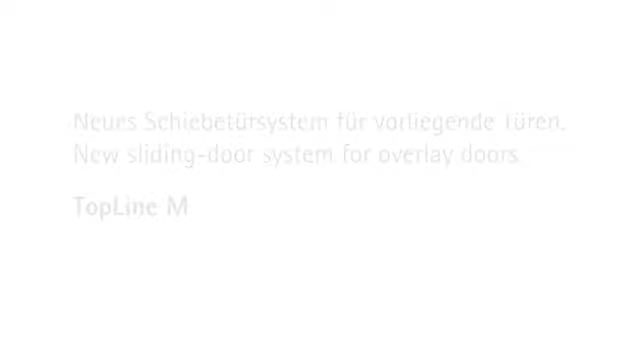 Neues Schiebetürsystem für vorliegende Türen.
New sliding-door system for overlay doors.
TopLine M